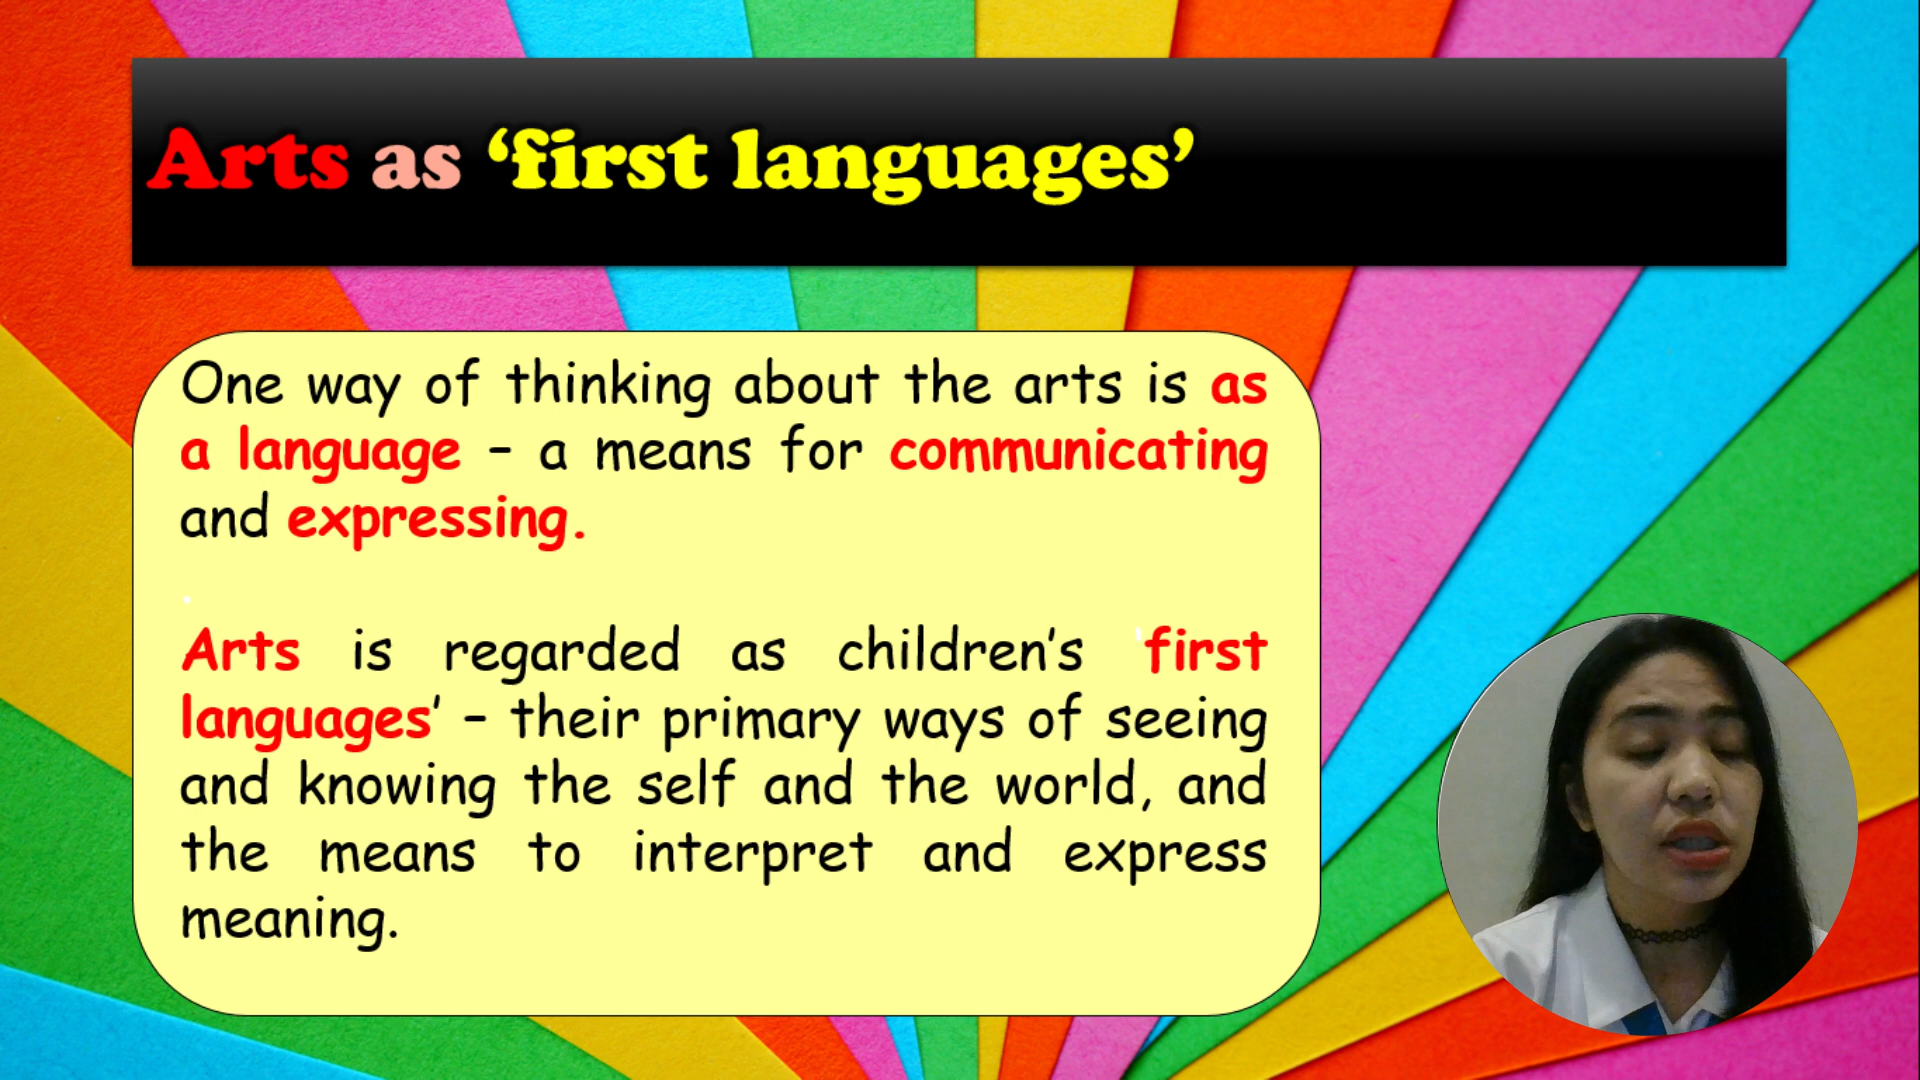 Arts as ‘first languages’
One way of thinking about the arts is as
a language – a means for communicating
and expressing.
.
Arts is regarded as children’s ‘first
languages’ – their primary ways of seeing
and knowing the self and the world, and
the means to interpret and express
meaning.